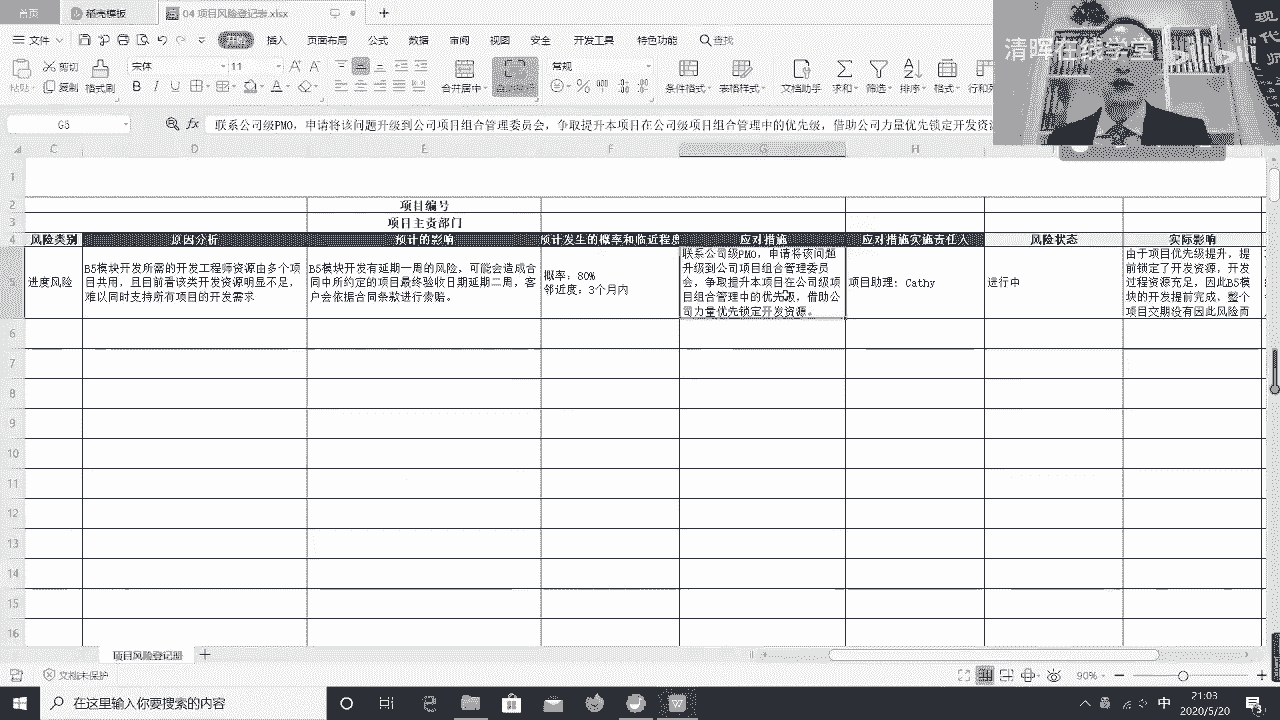 首页 稻壳模板 04 项目风险登记册.xlsx +
文件 开始 插入 页面布局 公式 数据 审阅 视图 安全 开发工具 特色功能 查找
清晖在线学堂 bilibili
现
代
师
剪切 宋体 11 常规
粘贴 复制 格式刷 B I U 合并居中 自动换行 条件格式 表格样式 文档助手 求和 筛选 排序 格式 行和列
联系公司级PMO，申请将该问题升级到公司项目组合管理委员会，争取提升本项目在公司级项目组合管理中的优先级，借助公司力量优先锁定开发资
C D E F G H
1
2 项目编号
3 项目主责部门
4 风险类别 原因分析 预计的影响 预计发生的概率和临近程度 应对措施 应对措施实施责任人 风险状态 实际影响
进度风险
B5模块开发所需的开发工程师资源由多个项
目共用，且目前看该类开发资源明显不足，
难以同时支持所有项目的开发需求
B5模块开发有延期一周的风险，可能会造成合
同中所约定的项目最终验收日期延期二周，客
户会依据合同条款进行索赔。
概率：80%
邻近度：3个月内
联系公司级PMO，申请将该问题
升级到公司项目组合管理委员
会，争取提升本项目在公司级项
目组合管理中的优先级，借助公
司力量优先锁定开发资源。
项目助理：Cathy
进行中
由于项目优先级提升，提
前锁定了开发资源，开发
过程资源充足，因此B5模
块的开发提前完成，整个
项目交期没有因此风险而
6
7
8
9
10
11
12
13
14
15
16
项目风险登记册 +
文档未保护 90%
在这里输入你要搜索的内容 中 21:03
2020/5/20